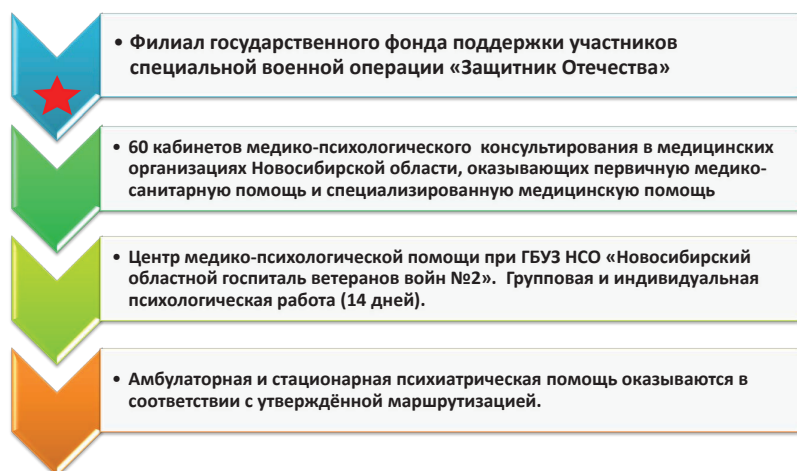 • Филиал государственного фонда поддержки участников
специальной военной операции «Защитник Отечества»
• 60 кабинетов медико-психологического консультирования в медицинских
организациях Новосибирской области, оказывающих первичную медико-
санитарную помощь и специализированную медицинскую помощь
• Центр медико-психологической помощи при ГБУЗ НСО «Новосибирский
областной госпиталь ветеранов войн №2». Групповая и индивидуальная
психологическая работа (14 дней).
• Амбулаторная и стационарная психиатрическая помощь оказываются в
соответствии с утверждённой маршрутизацией.